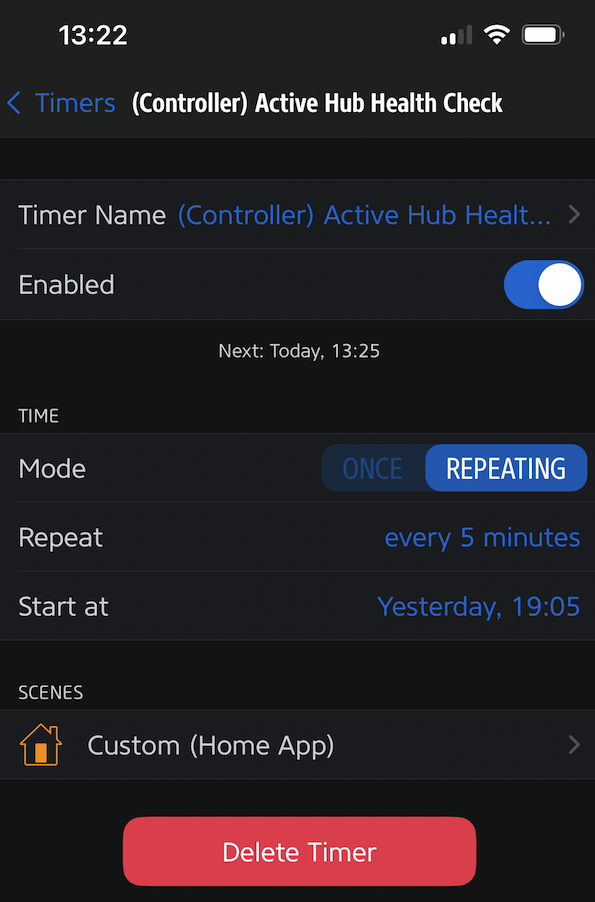 13:22
Timers (Controller) Active Hub Health Check
Timer Name (Controller) Active Hub Healt...
Enabled
Next: Today, 13:25
TIME
Mode ONCE REPEATING
Repeat every 5 minutes
Start at Yesterday, 19:05
SCENES
Custom (Home App)
Delete Timer